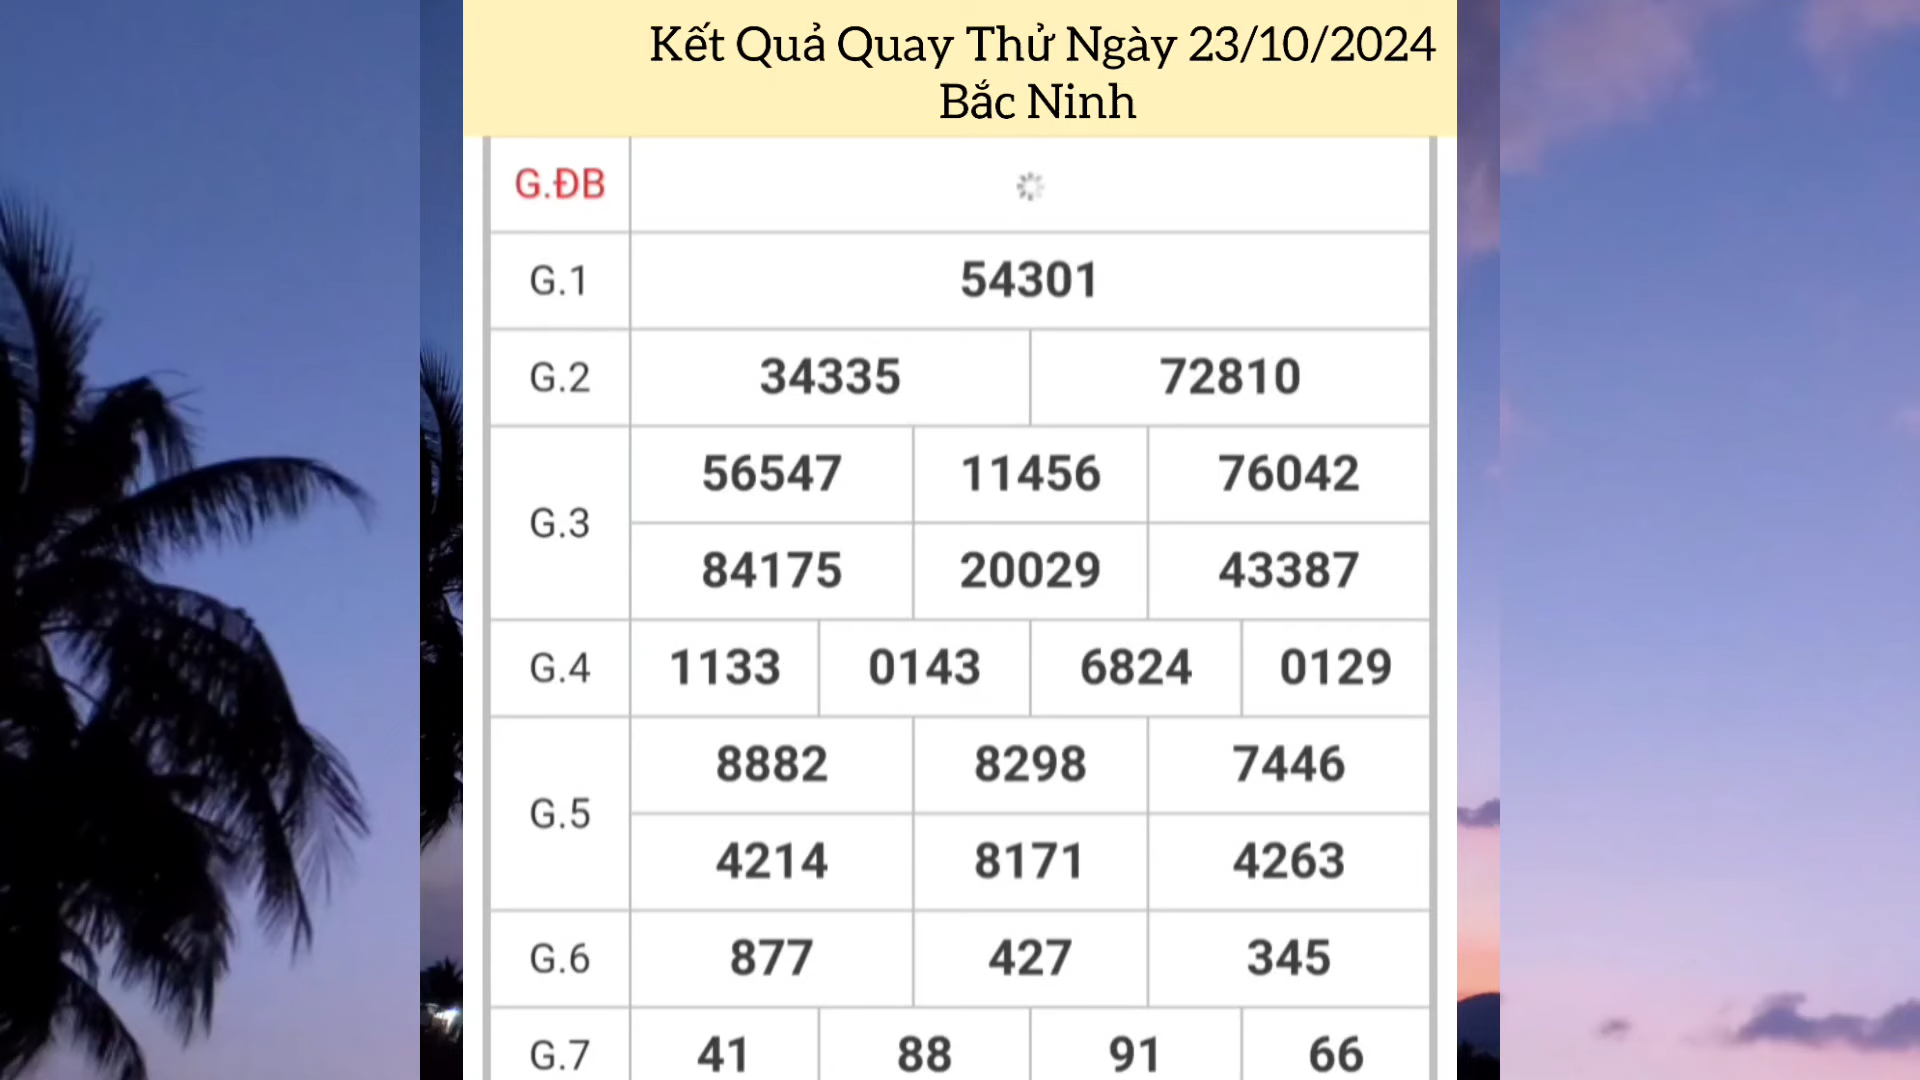 Kết Quả Quay Thử Ngày 23/10/2024
Bắc Ninh
G.ĐB
G.1 54301
G.2 34335 72810
G.3 56547 11456 76042
84175 20029 43387
G.4 1133 0143 6824 0129
G.5 8882 8298 7446
4214 8171 4263
G.6 877 427 345
G.7 41 88 91 66